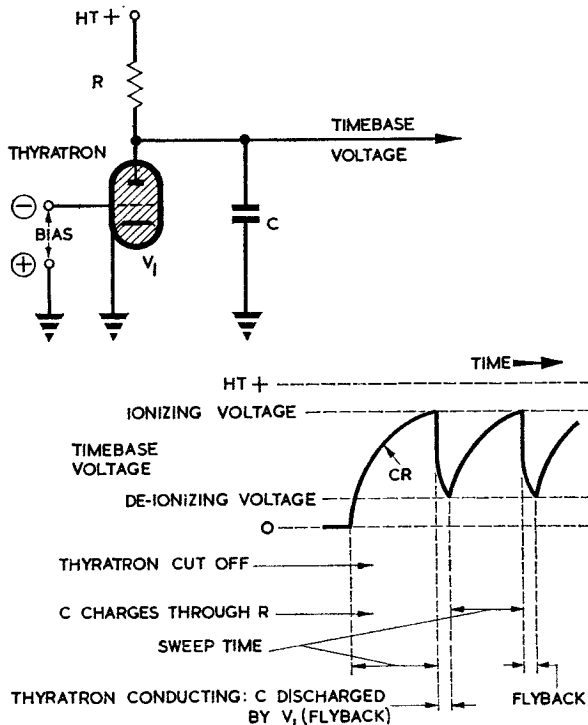 HT +
R
TIMEBASE
VOLTAGE
THYRATRON
−
BIAS
+
V1
C
TIME
HT +
IONIZING VOLTAGE
TIMEBASE
VOLTAGE
CR
DE-IONIZING VOLTAGE
O
THYRATRON CUT OFF
C CHARGES THROUGH R
SWEEP TIME
THYRATRON CONDUCTING: C DISCHARGED
BY V1 (FLYBACK)
FLYBACK